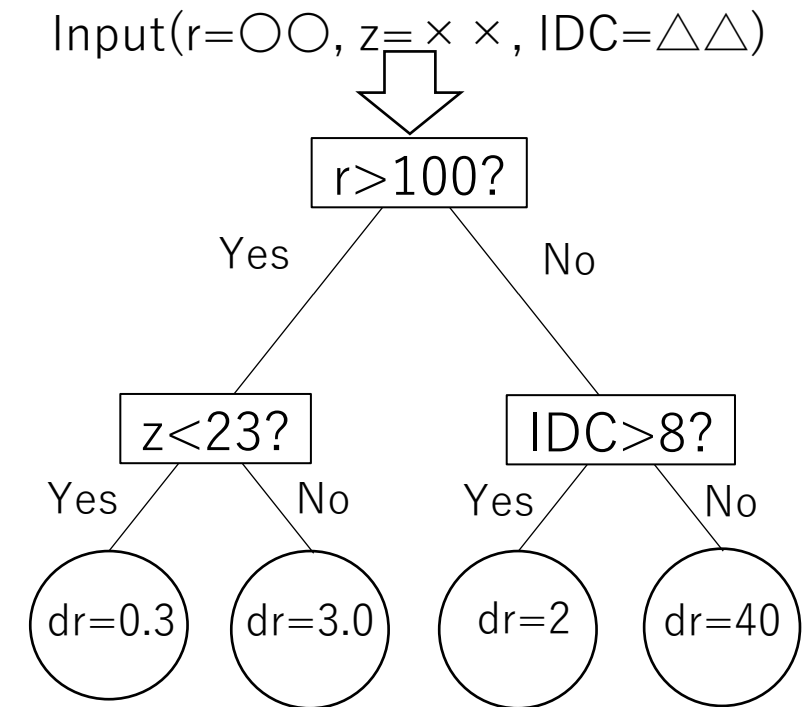 Input(r=○○, z=××, IDC=△△)
r>100?
Yes
No
z<23?
IDC>8?
Yes
No
Yes
No
dr=0.3
dr=3.0
dr=2
dr=40